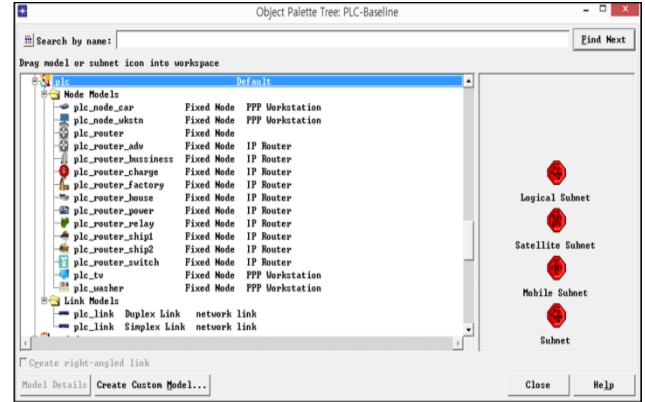 Object Palette Tree: PLC-Baseline
Search by name:
Find Next
Drag model or subnet icon into workspace
plc Default
Node Models
plc_node_car Fixed Node PPP Workstation
plc_node_wkstn Fixed Node PPP Workstation
plc_router Fixed Node
plc_router_adv Fixed Node IP Router
plc_router_bussiness Fixed Node IP Router
plc_router_charge Fixed Node IP Router
plc_router_factory Fixed Node IP Router
plc_router_house Fixed Node IP Router
plc_router_power Fixed Node IP Router
plc_router_relay Fixed Node IP Router
plc_router_ship1 Fixed Node IP Router
plc_router_ship2 Fixed Node IP Router
plc_router_switch Fixed Node IP Router
plc_tv Fixed Node PPP Workstation
plc_washer Fixed Node PPP Workstation
Link Models
plc_link Duplex Link network link
plc_link Simplex Link network link
Logical Subnet
Satellite Subnet
Mobile Subnet
Subnet
Create right-angled link
Model Details
Create Custom Model...
Close
Help